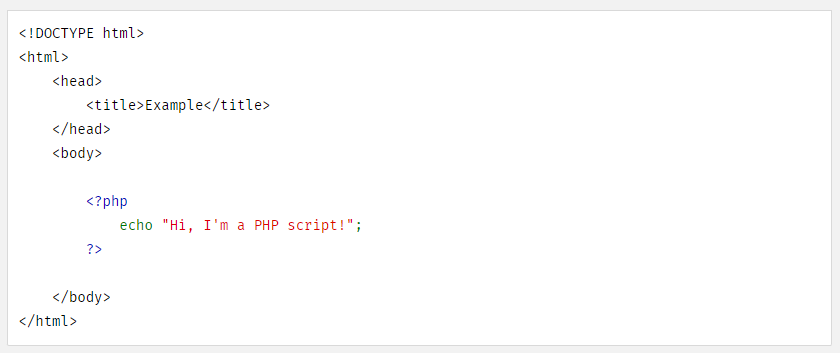 <!DOCTYPE html>
<html>
    <head>
        <title>Example</title>
    </head>
    <body>

        <?php
            echo "Hi, I'm a PHP script!";
        ?>

    </body>
</html>